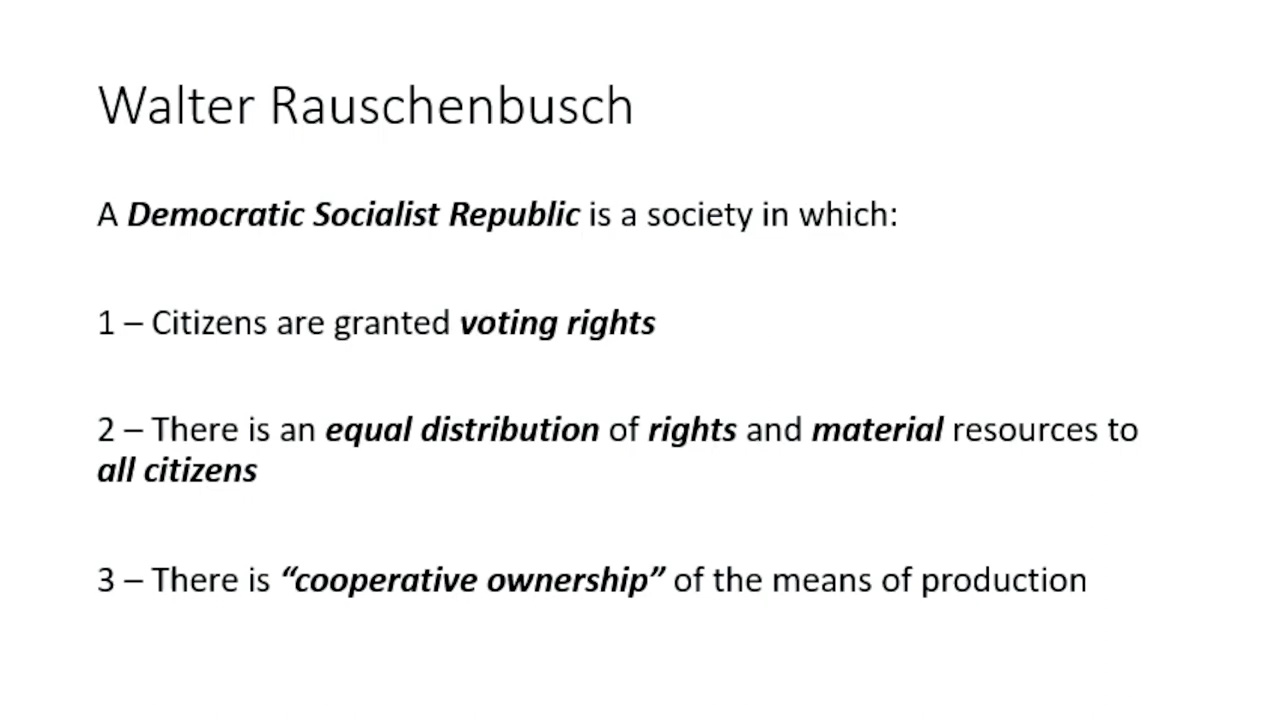 Walter Rauschenbusch
A Democratic Socialist Republic is a society in which:
1 – Citizens are granted voting rights
2 – There is an equal distribution of rights and material resources to
all citizens
3 – There is “cooperative ownership” of the means of production